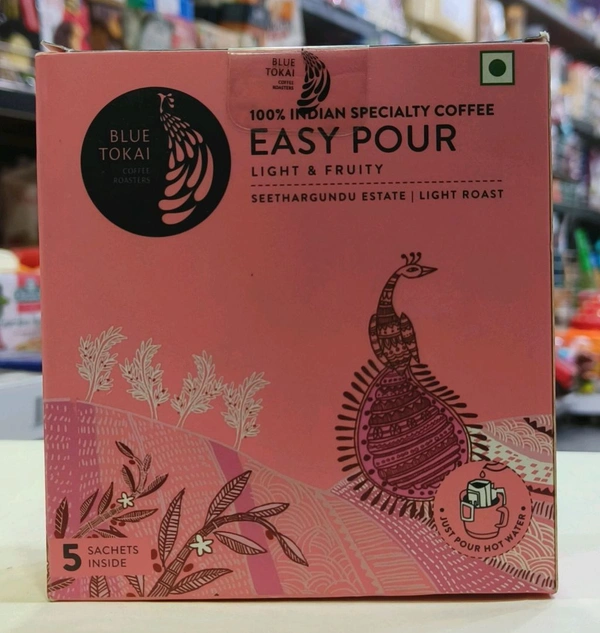 BLUE
TOKAI
COFFEE
ROASTERS
BLUE
TOKAI
COFFEE
ROASTERS
100% INDIAN SPECIALTY COFFEE
EASY POUR
LIGHT & FRUITY
SEETHARGUNDU ESTATE | LIGHT ROAST
• JUST POUR HOT WATER •
5 SACHETS
INSIDE